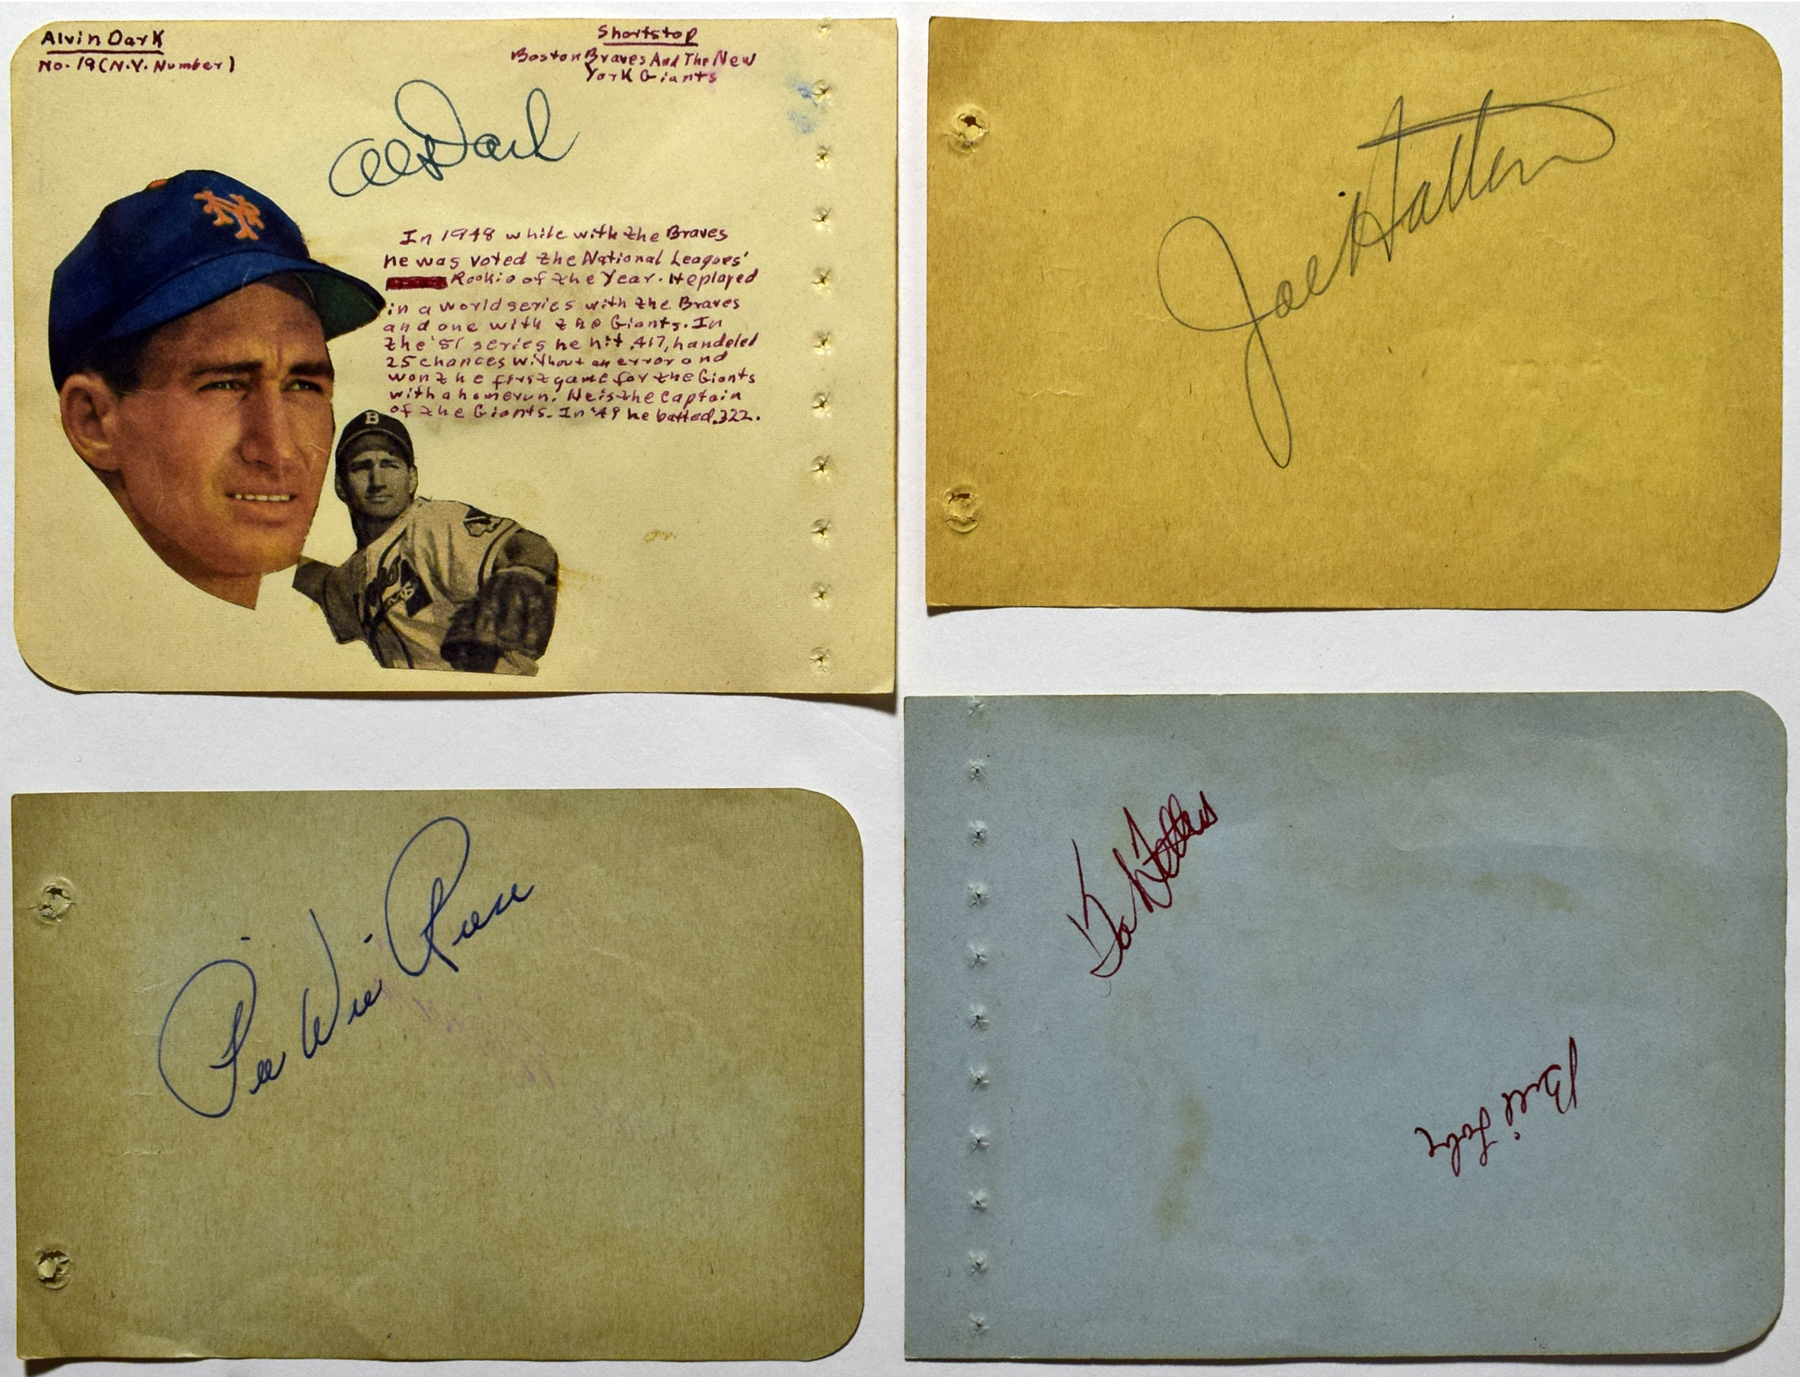 Alvin Dark
No. 19 (N.Y. Number)
Shortstop
Boston Braves And The New
York Giants
Al Dark
In 1948 while with the Braves
he was voted the National Leagues'
Rookie of the Year. He played
in a world series with the Braves
and one with the Giants. In
the '51 series he hit .417, handeled
25 chances without an error and
won the first game for the Giants
with a homerun. He is the captain
of the Giants. In '49 he batted .322.
NY
B
Joe Hatten
Pee Wee Reese
Bill